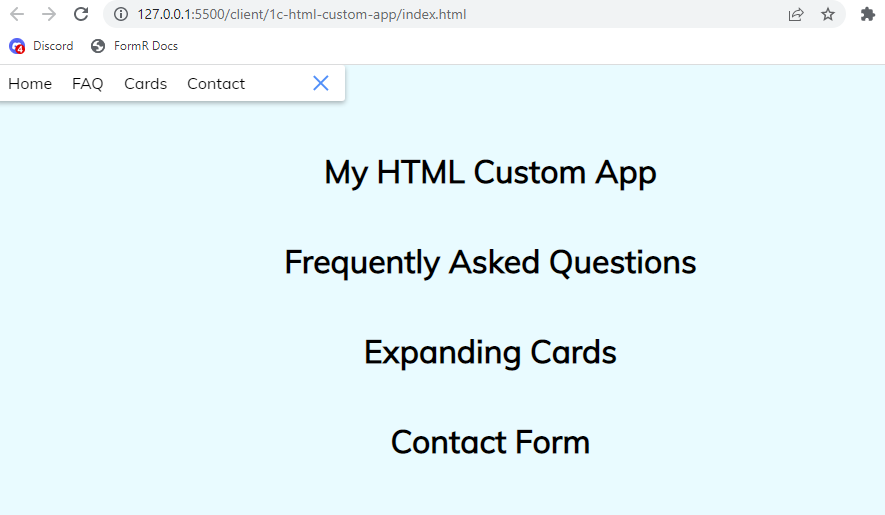 127.0.0.1:5500/client/1c-html-custom-app/index.html
4 Discord FormR Docs
Home FAQ Cards Contact
My HTML Custom App
Frequently Asked Questions
Expanding Cards
Contact Form